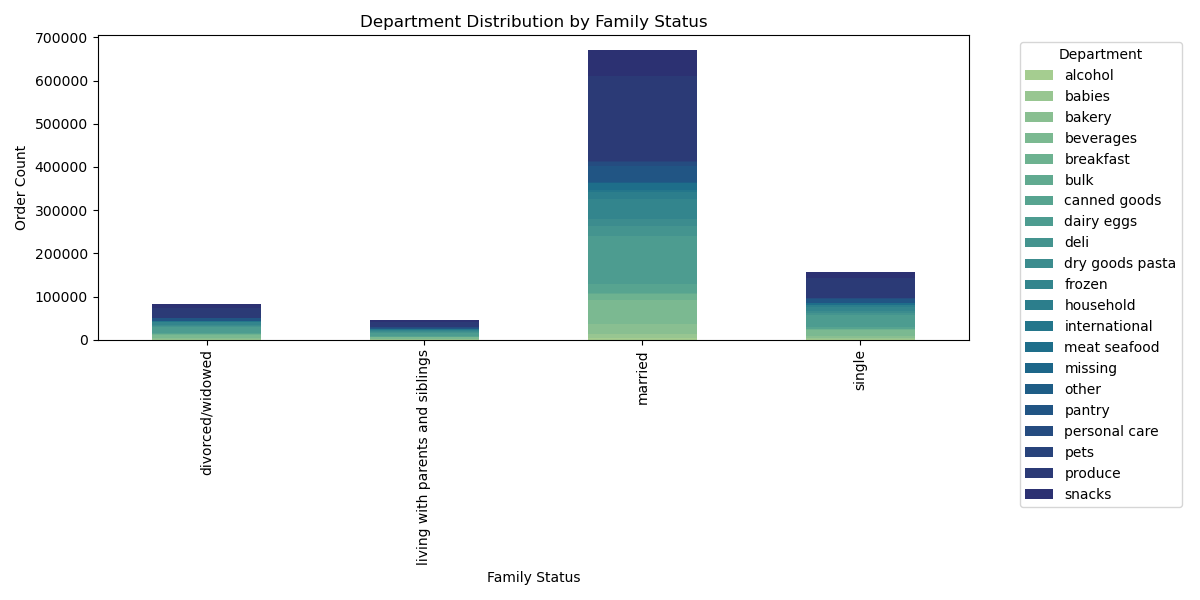 Department Distribution by Family Status
700000
600000
500000
400000
300000
200000
100000
0
Order Count
divorced/widowed
living with parents and siblings
married
single
Family Status
Department
alcohol
babies
bakery
beverages
breakfast
bulk
canned goods
dairy eggs
deli
dry goods pasta
frozen
household
international
meat seafood
missing
other
pantry
personal care
pets
produce
snacks